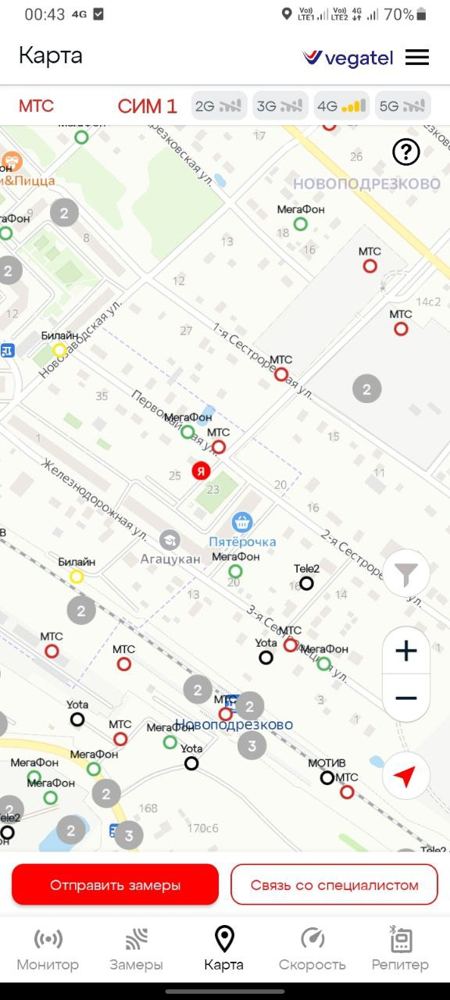 00:43 4G Vo)) LTE1 Vo)) LTE2 4G 70%
Карта
vegatel
МТС СИМ 1 2G 3G 4G 5G
МегаФон
17
?
26
и&Пицца
НОВОПОДРЕЗКОВО
9
2
МегаФон
18
8
13
16
МТС
2
12
14с2
12
МТС
27
1-я Сестрорецкая ул.
Билайн
Новозаводская ул.
МТС
2
35
Первомайская ул.
МегаФон
МТС
15
1
Железнодорожная ул.
Я
25
23
20
11
16
Пятёрочка
2-я Сестрорецкая ул.
Агацукан
МегаФон
20
Билайн
Tele2
16
14
13
2
3-я Сестрорецкая ул.
МТС
МТС
МТС
Yota
МегаФон
1
2
МТС
2
3
Yota
Новоподрезково
1
МТС
МегаФон
3
Yota
МегаФон
МОТИВ
МТС
МегаФон
МегаФон
2
168
2
Tele2
2
3
170с6
Tele2
Отправить замеры
Связь со специалистом
Монитор
Замеры
Карта
Скорость
Репитер